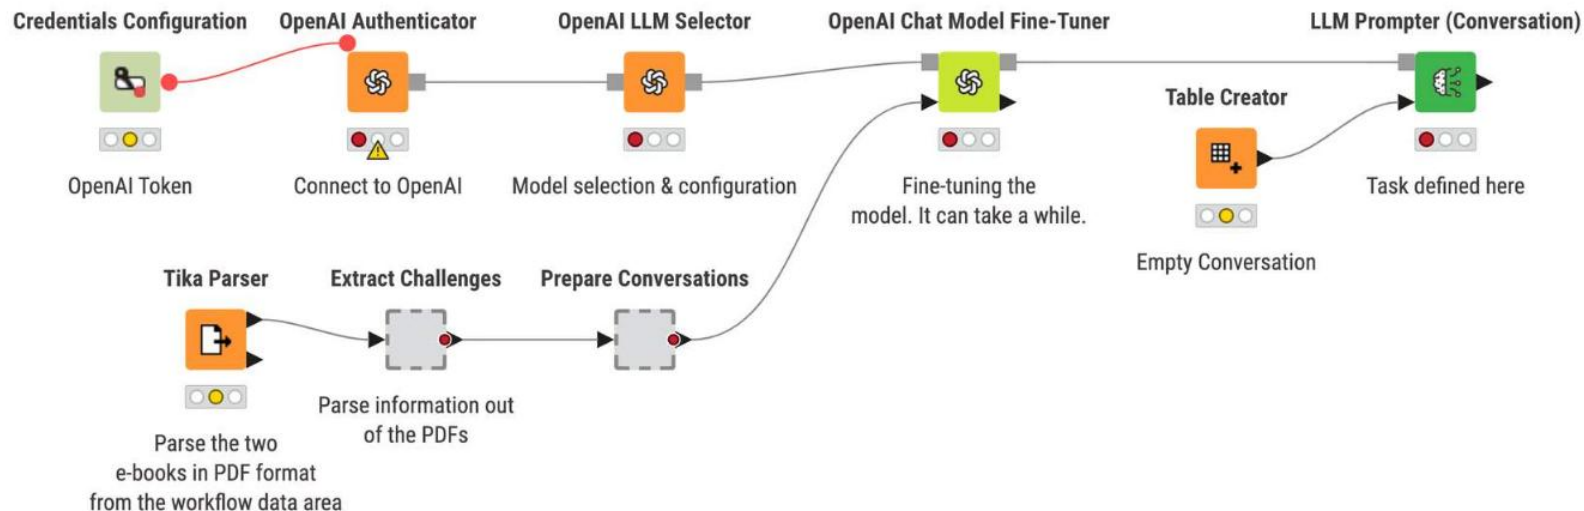 Credentials Configuration
OpenAI Authenticator
OpenAI LLM Selector
OpenAI Chat Model Fine-Tuner
LLM Prompter (Conversation)
OpenAI Token
Connect to OpenAI
Model selection & configuration
Fine-tuning the
model. It can take a while.
Table Creator
Empty Conversation
Task defined here
Tika Parser
Extract Challenges
Prepare Conversations
Parse the two
e-books in PDF format
from the workflow data area
Parse information out
of the PDFs